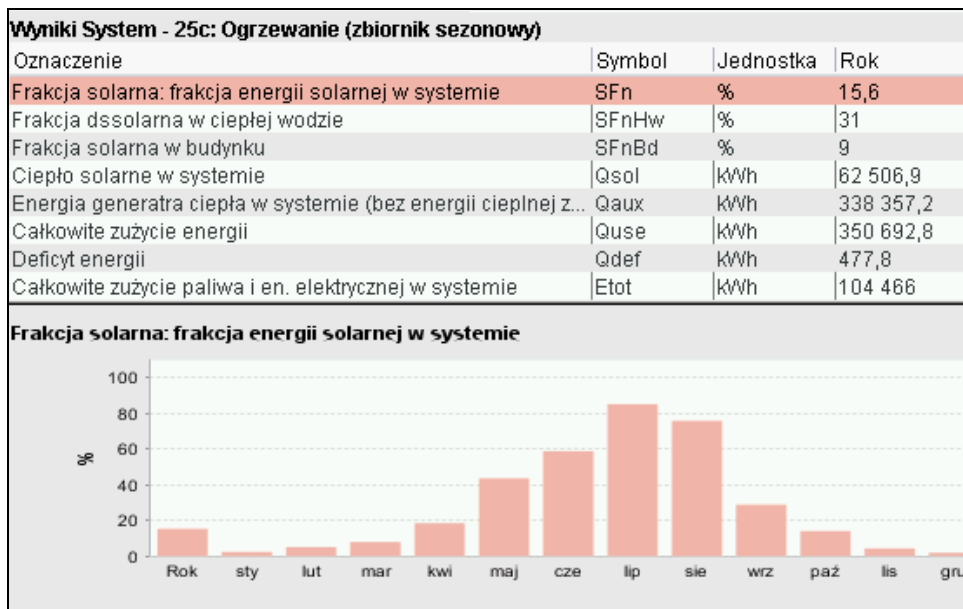 Wyniki System - 25c: Ogrzewanie (zbiornik sezonowy)
Oznaczenie Symbol Jednostka Rok
Frakcja solarna: frakcja energii solarnej w systemie SFn % 15,6
Frakcja dssolarna w ciepłej wodzie SFnHw % 31
Frakcja solarna w budynku SFnBd % 9
Ciepło solarne w systemie Qsol kWh 62 506,9
Energia generatra ciepła w systemie (bez energii cieplnej z... Qaux kWh 338 357,2
Całkowite zużycie energii Quse kWh 350 692,8
Deficyt energii Qdef kWh 477,8
Całkowite zużycie paliwa i en. elektrycznej w systemie Etot kWh 104 466
Frakcja solarna: frakcja energii solarnej w systemie
100
80
60
40
20
0
%
Rok sty lut mar kwi maj cze lip sie wrz paź lis gru